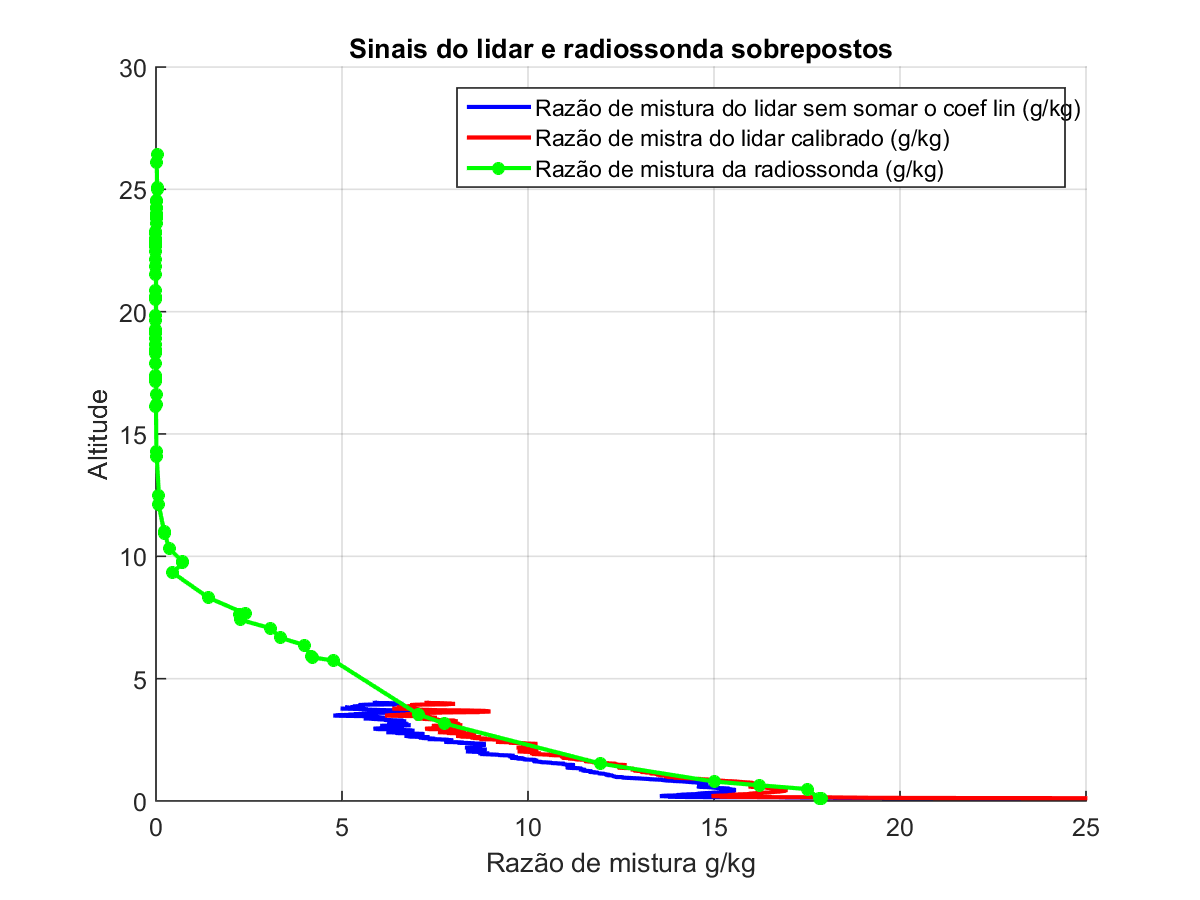 Sinais do lidar e radiossonda sobrepostos
Razão de mistura do lidar sem somar o coef lin (g/kg)
Razão de mistra do lidar calibrado (g/kg)
Razão de mistura da radiossonda (g/kg)
30
25
20
15
10
5
0
Altitude
0 5 10 15 20 25
Razão de mistura g/kg